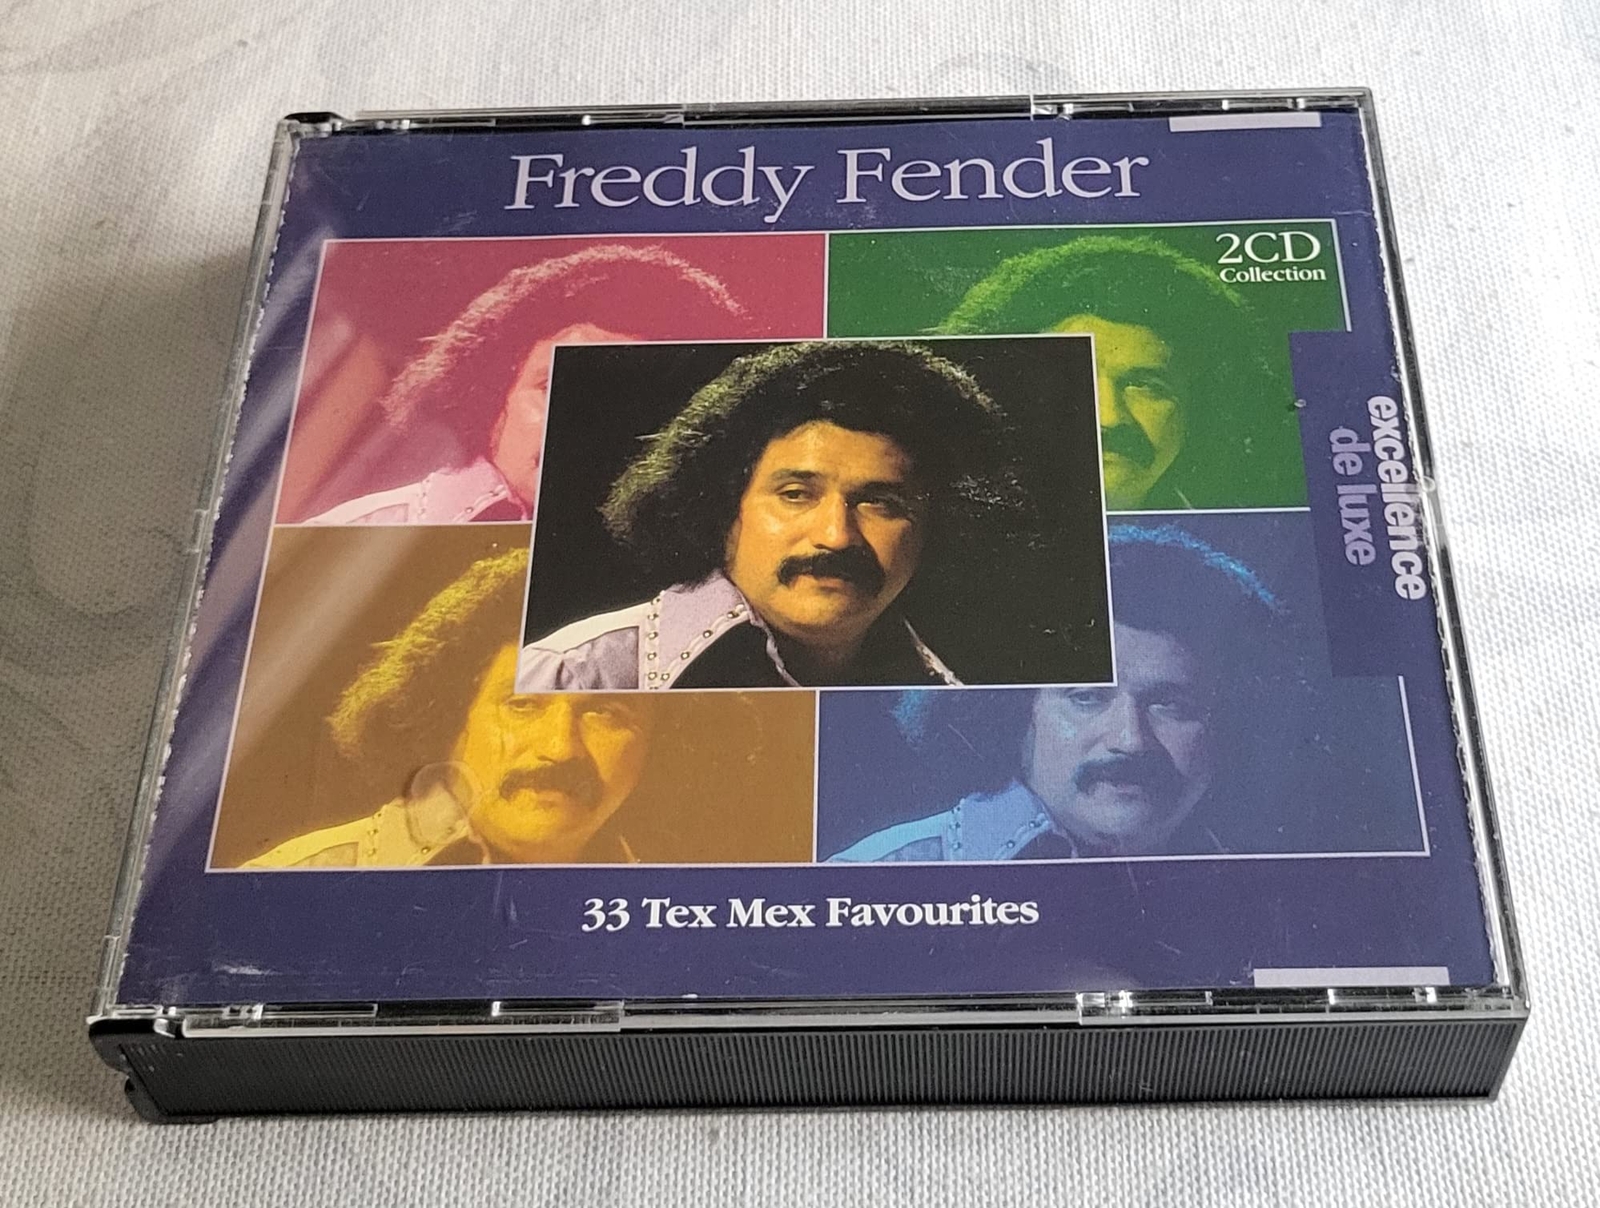 Freddy Fender
2CD
Collection
excellence
de luxe
33 Tex Mex Favourites